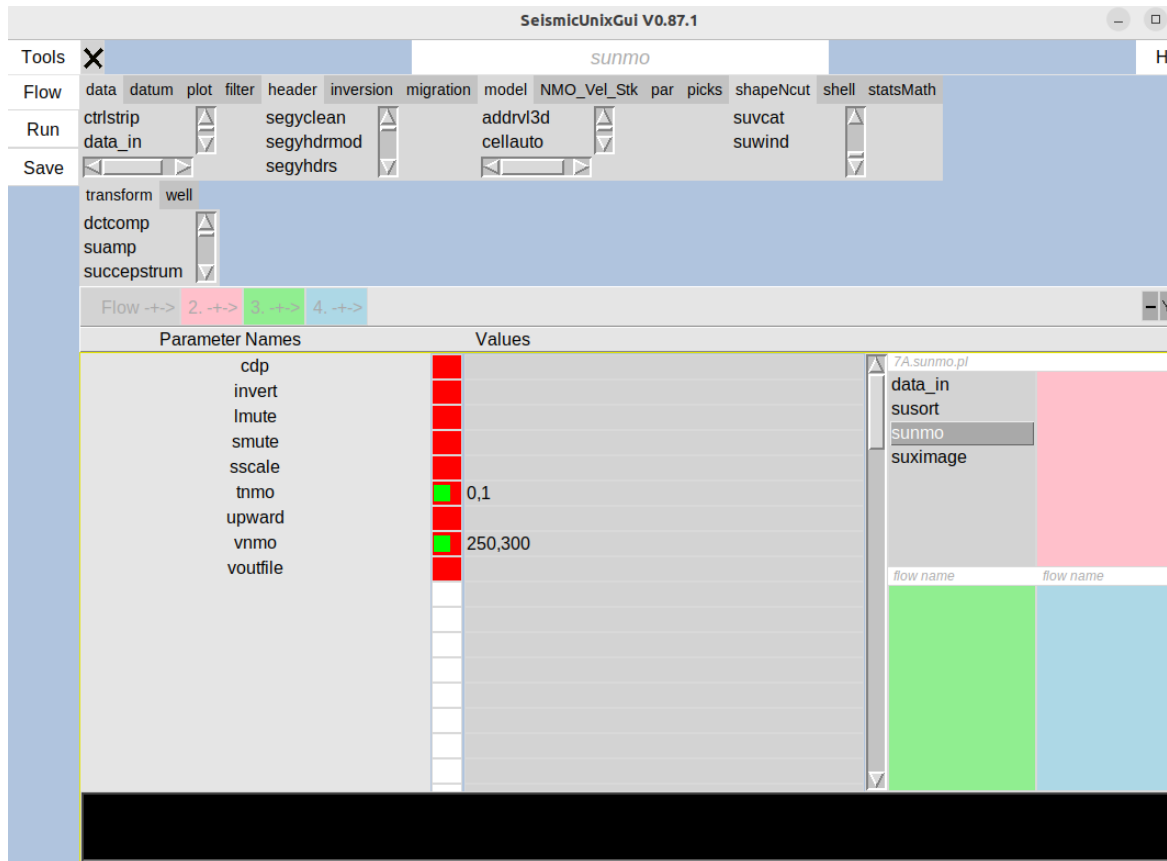 SeismicUnixGui V0.87.1
Tools sunmo H
Flow data datum plot filter header inversion migration model NMO_Vel_Stk par picks shapeNcut shell statsMath
ctrlstrip segyclean addrvl3d suvcat
Run
data_in segyhdrmod cellauto suwind
Save segyhdrs
transform well
dctcomp
suamp
succepstrum
Flow -+-> 2. -+-> 3. -+-> 4. -+->
Parameter Names Values
cdp 7A.sunmo.pl
invert data_in
lmute susort
smute sunmo
sscale suximage
tnmo 0,1
upward
vnmo 250,300
voutfile flow name flow name